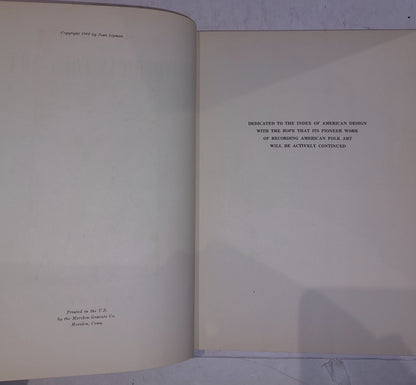 Copyright 1948 by Jean Lipman
Printed in the U.S.
by the Meriden Gravure Co.
Meriden, Conn.
DEDICATED TO THE INDEX OF AMERICAN DESIGN
WITH THE HOPE THAT ITS PIONEER WORK
OF RECORDING AMERICAN FOLK ART
WILL BE ACTIVELY CONTINUED